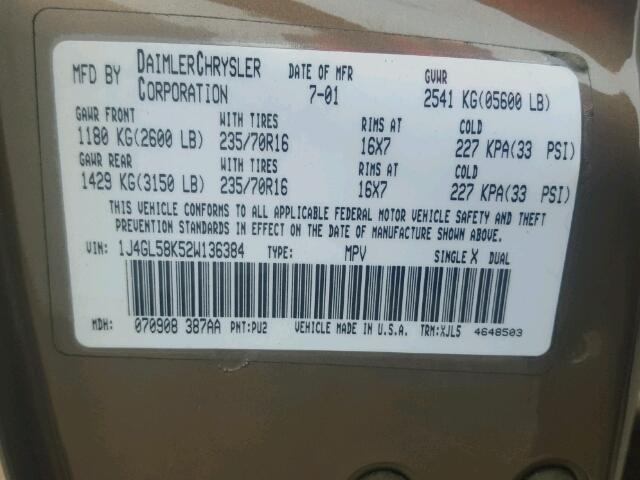 MFD BY DAIMLERCHRYSLER CORPORATION DATE OF MFR 7-01 GVWR 2541 KG(05600 LB)
GAWR FRONT WITH TIRES RIMS AT COLD
1180 KG(2600 LB) 235/70R16 16X7 227 KPA(33 PSI)
GAWR REAR WITH TIRES RIMS AT COLD
1429 KG(3150 LB) 235/70R16 16X7 227 KPA(33 PSI)
THIS VEHICLE CONFORMS TO ALL APPLICABLE FEDERAL MOTOR VEHICLE SAFETY AND THEFT
PREVENTION STANDARDS IN EFFECT ON THE DATE OF MANUFACTURE SHOWN ABOVE.
VIN: 1J4GL58K52W136384 TYPE: MPV SINGLE X DUAL
MDH: 070908 387AA PNT:PU2 VEHICLE MADE IN U.S.A. TRM:XJL5 4648503